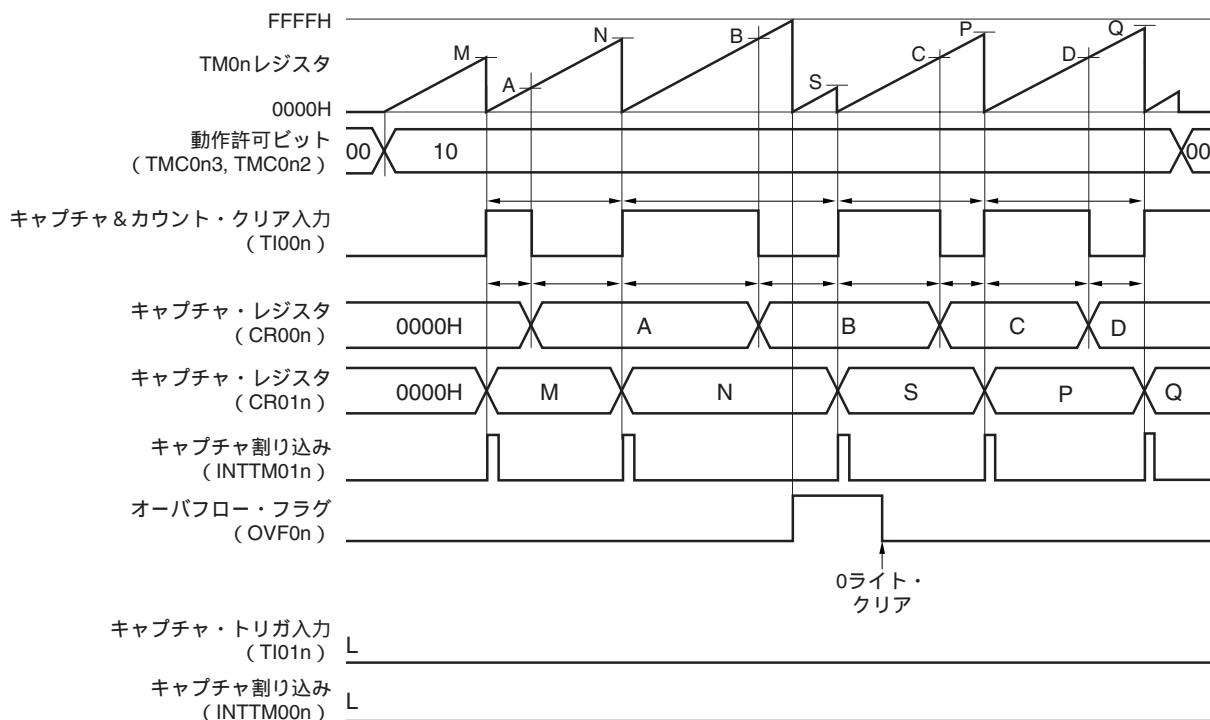 FFFFH
TM0nレジスタ
0000H
M
A
N
B
S
C
P
D
Q
動作許可ビット
( TMC0n3, TMC0n2 )
00
10
00
キャプチャ&カウント・クリア入力
( TI00n )
キャプチャ・レジスタ
( CR00n )
0000H
A
B
C
D
キャプチャ・レジスタ
( CR01n )
0000H
M
N
S
P
Q
キャプチャ割り込み
( INTTM01n )
オーバフロー・フラグ
( OVF0n )
0ライト・
クリア
キャプチャ・トリガ入力
( TI01n )
L
キャプチャ割り込み
( INTTM00n )
L